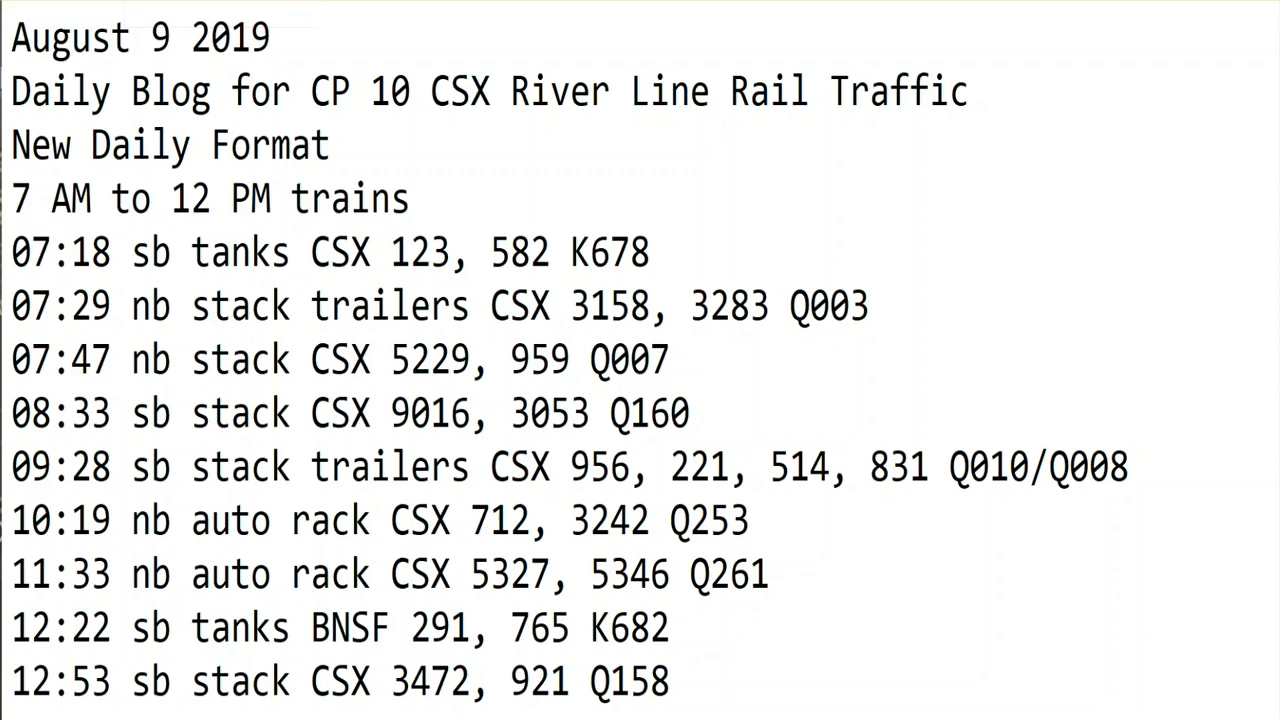 August 9 2019
Daily Blog for CP 10 CSX River Line Rail Traffic
New Daily Format
7 AM to 12 PM trains
07:18 sb tanks CSX 123, 582 K678
07:29 nb stack trailers CSX 3158, 3283 Q003
07:47 nb stack CSX 5229, 959 Q007
08:33 sb stack CSX 9016, 3053 Q160
09:28 sb stack trailers CSX 956, 221, 514, 831 Q010/Q008
10:19 nb auto rack CSX 712, 3242 Q253
11:33 nb auto rack CSX 5327, 5346 Q261
12:22 sb tanks BNSF 291, 765 K682
12:53 sb stack CSX 3472, 921 Q158